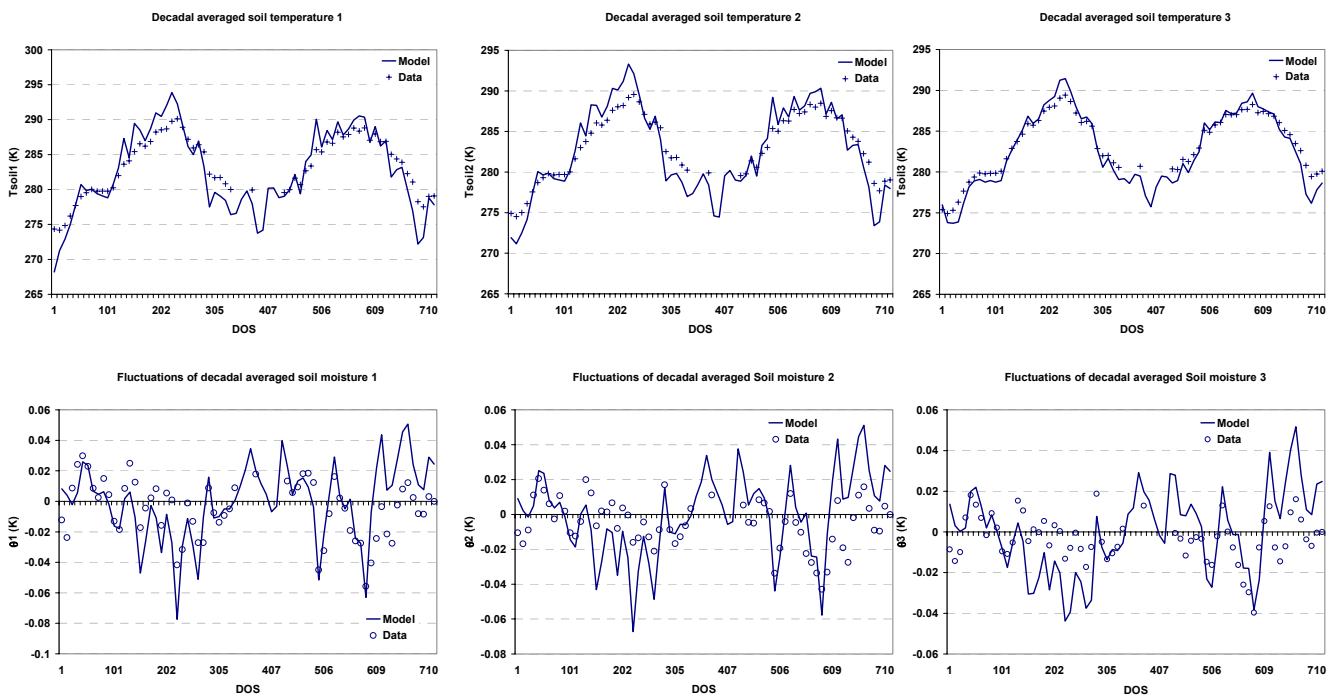 Decadal averaged soil temperature 1
300
295
290
285
280
275
270
265
Tsoil1 (K)
Model
Data
1 101 202 305 407 506 609 710
DOS
Decadal averaged soil temperature 2
295
290
285
280
275
270
265
Tsoil2 (K)
Model
Data
1 101 202 305 407 506 609 710
DOS
Decadal averaged soil temperature 3
295
290
285
280
275
270
265
Tsoil3 (K)
Model
Data
1 101 202 305 407 506 609 710
DOS
Fluctuations of decadal averaged soil moisture 1
0.06
0.04
0.02
0
-0.02
-0.04
-0.06
-0.08
-0.1
θ1 (K)
Model
Data
1 101 202 305 407 506 609 710
DOS
Fluctuations of decadal averaged Soil moisture 2
0.06
0.04
0.02
0
-0.02
-0.04
-0.06
-0.08
θ2 (K)
Model
Data
1 101 202 305 407 506 609 710
DOS
Fluctuations of decadal averaged Soil moisture 3
0.06
0.04
0.02
0
-0.02
-0.04
-0.06
θ3 (K)
Model
Data
1 101 202 305 407 506 609 710
DOS